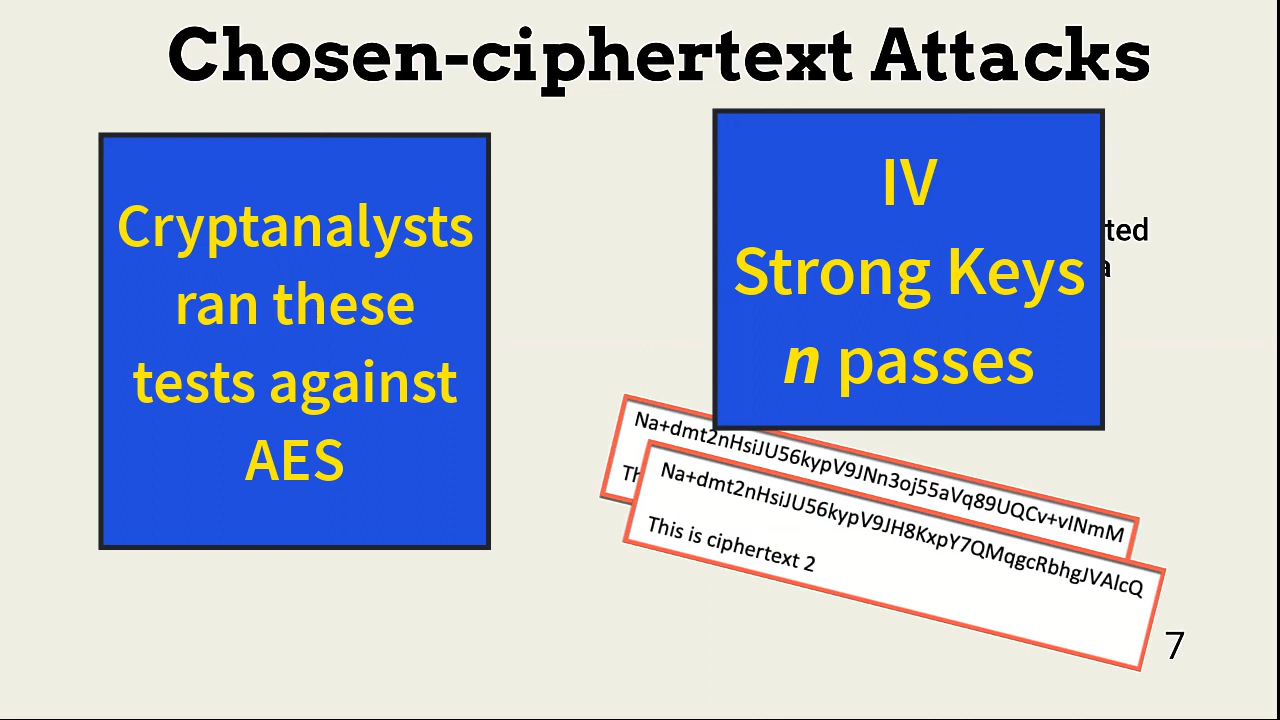 Chosen-ciphertext Attacks
Cryptanalysts
ran these
tests against
AES
IV
Strong Keys
n passes
Na+dmt2nHsiJU56kypV9JNn3oj55aVq89UQCv+vlNmM
Na+dmt2nHsiJU56kypV9JH8KxpY7QMqgcRbhgJVAlcQ
This is ciphertext 2
7